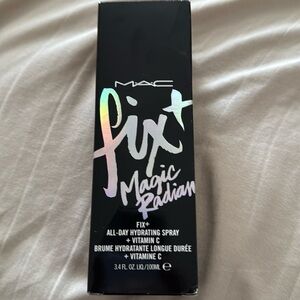 MAC
fix+
Magic
Radian
FIX+
ALL-DAY HYDRATING SPRAY
+ VITAMIN C
BRUME HYDRATANTE LONGUE DURÉE
+ VITAMINE C
3.4 FL. OZ. LIQ./100ML ℮